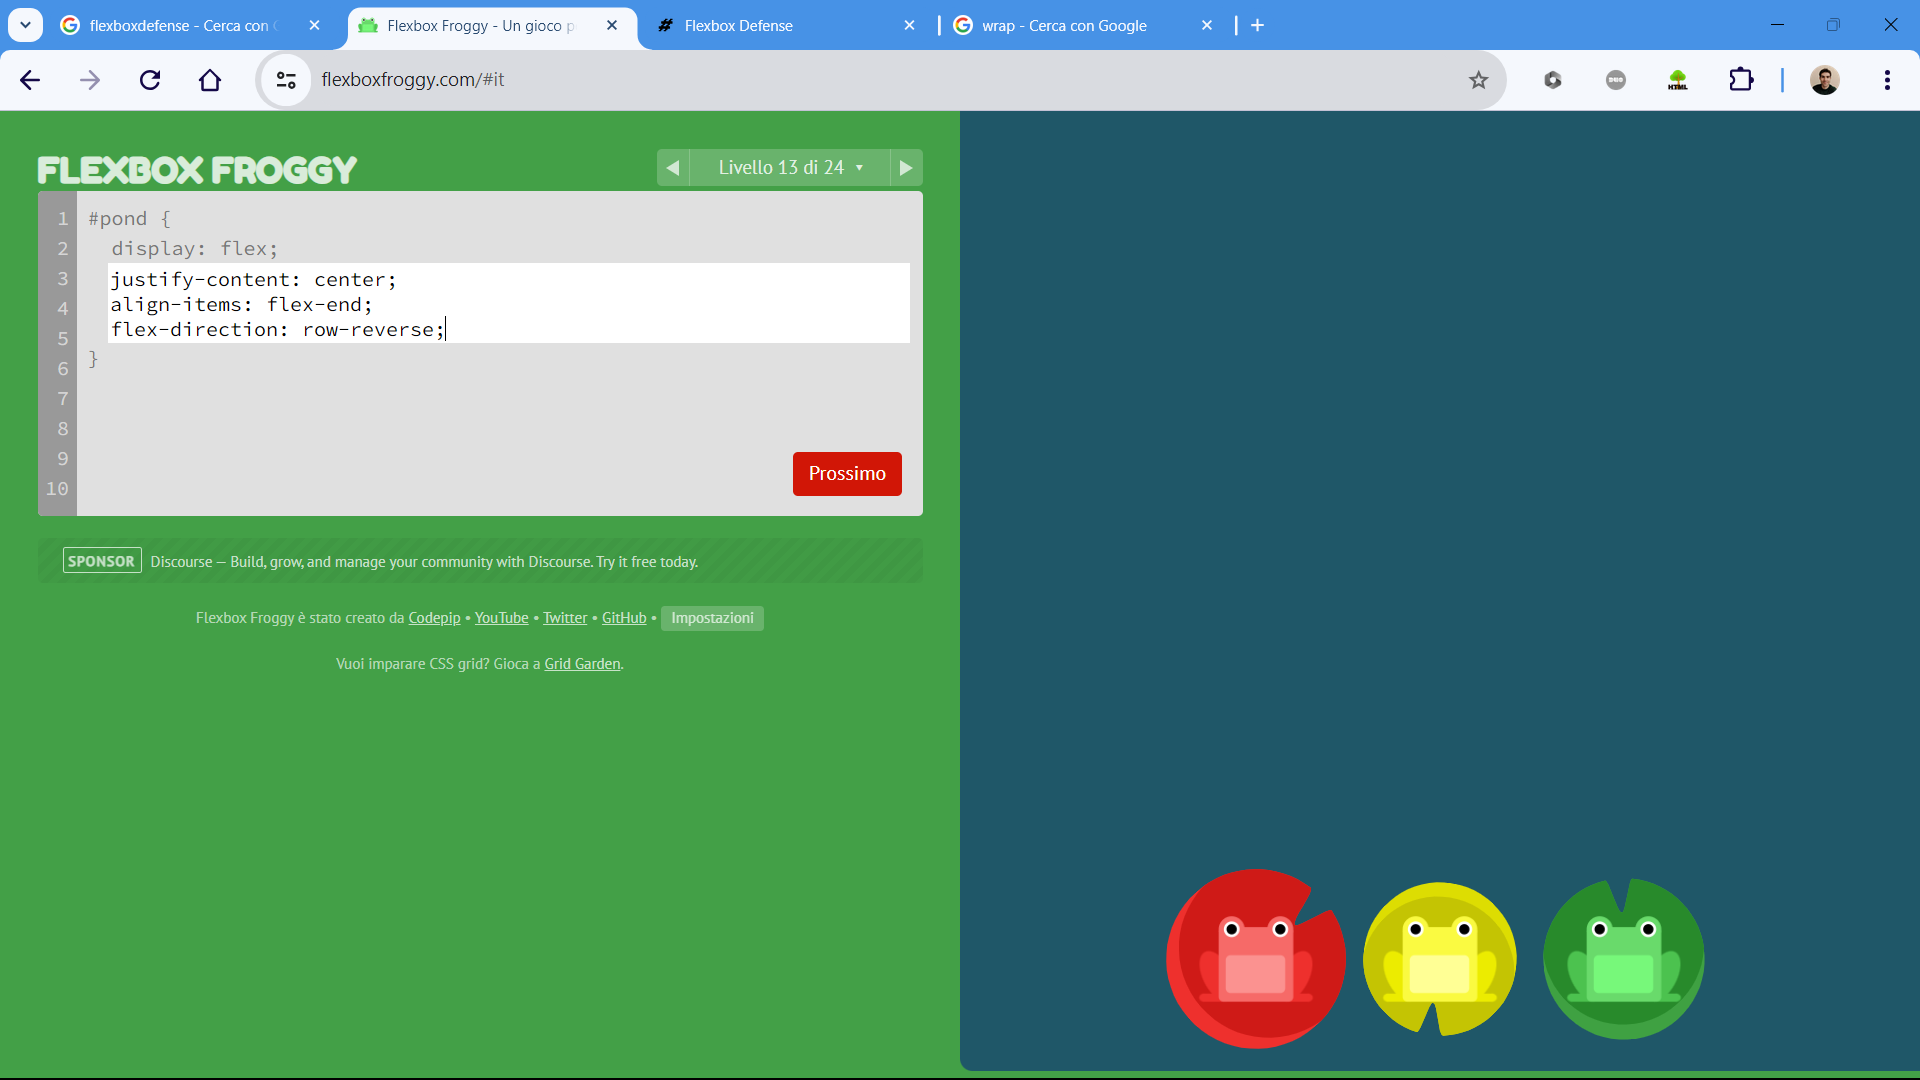 flexboxdefense - Cerca con
Flexbox Froggy - Un gioco p
Flexbox Defense
wrap - Cerca con Google
flexboxfroggy.com/#it
HTML
FLEXBOX FROGGY
Livello 13 di 24
1 #pond {
2 display: flex;
3 justify-content: center;
4 align-items: flex-end;
5 flex-direction: row-reverse;
6 }
7
8
9
10
Prossimo
SPONSOR Discourse — Build, grow, and manage your community with Discourse. Try it free today.
Flexbox Froggy è stato creato da Codepip • YouTube • Twitter • GitHub • Impostazioni
Vuoi imparare CSS grid? Gioca a Grid Garden.